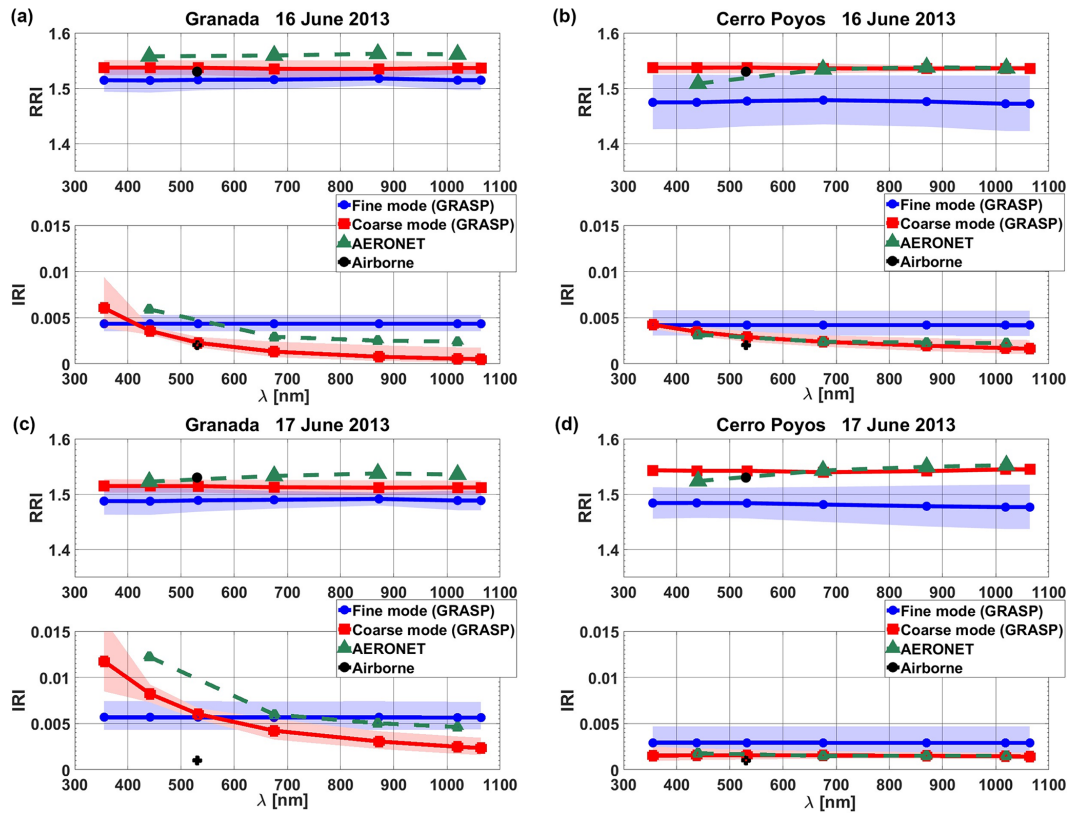 (a) Granada 16 June 2013
1.6
1.5
1.4
RRI
300 400 500 600 700 800 900 1000 1100
Fine mode (GRASP)
Coarse mode (GRASP)
AERONET
Airborne
0.015
0.01
0.005
0
IRI
300 400 500 600 700 800 900 1000 1100
λ [nm]
(b) Cerro Poyos 16 June 2013
1.6
1.5
1.4
RRI
300 400 500 600 700 800 900 1000 1100
Fine mode (GRASP)
Coarse mode (GRASP)
AERONET
Airborne
0.015
0.01
0.005
0
IRI
300 400 500 600 700 800 900 1000 1100
λ [nm]
(c) Granada 17 June 2013
1.6
1.5
1.4
RRI
300 400 500 600 700 800 900 1000 1100
Fine mode (GRASP)
Coarse mode (GRASP)
AERONET
Airborne
0.015
0.01
0.005
0
IRI
300 400 500 600 700 800 900 1000 1100
λ [nm]
(d) Cerro Poyos 17 June 2013
1.6
1.5
1.4
RRI
300 400 500 600 700 800 900 1000 1100
Fine mode (GRASP)
Coarse mode (GRASP)
AERONET
Airborne
0.015
0.01
0.005
0
IRI
300 400 500 600 700 800 900 1000 1100
λ [nm]